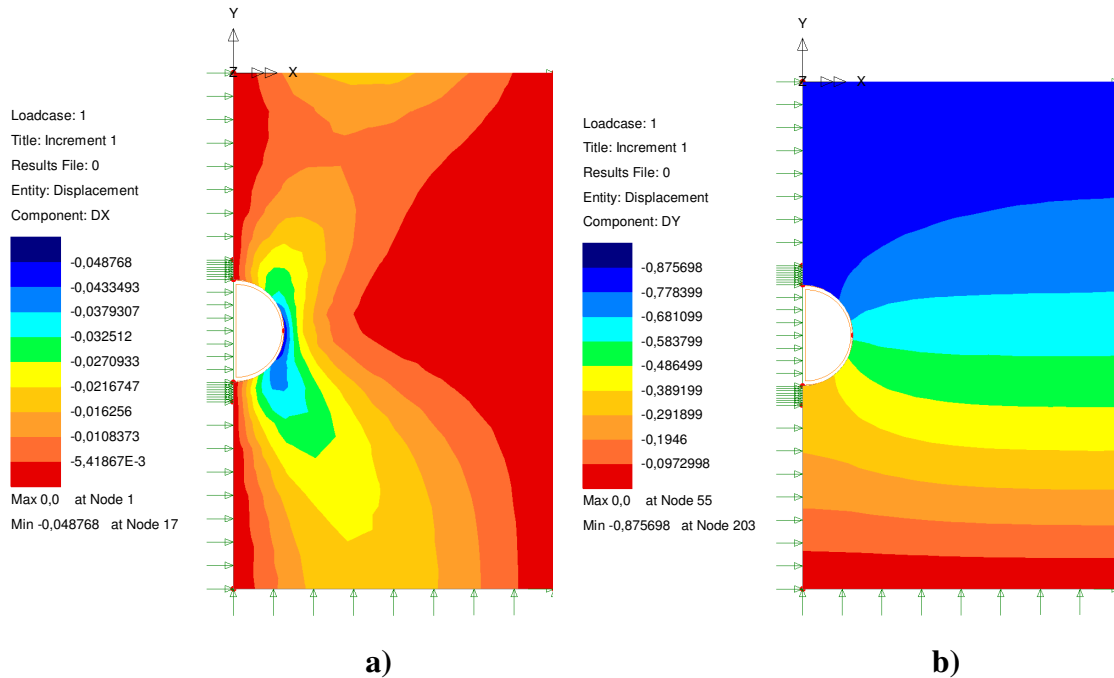 Y
Z
X
Loadcase: 1
Title: Increment 1
Results File: 0
Entity: Displacement
Component: DX
-0,048768
-0,0433493
-0,0379307
-0,032512
-0,0270933
-0,0216747
-0,016256
-0,0108373
-5,41867E-3
Max 0,0 at Node 1
Min -0,048768 at Node 17
a)
Y
Z
X
Loadcase: 1
Title: Increment 1
Results File: 0
Entity: Displacement
Component: DY
-0,875698
-0,778399
-0,681099
-0,583799
-0,486499
-0,389199
-0,291899
-0,1946
-0,0972998
Max 0,0 at Node 55
Min -0,875698 at Node 203
b)